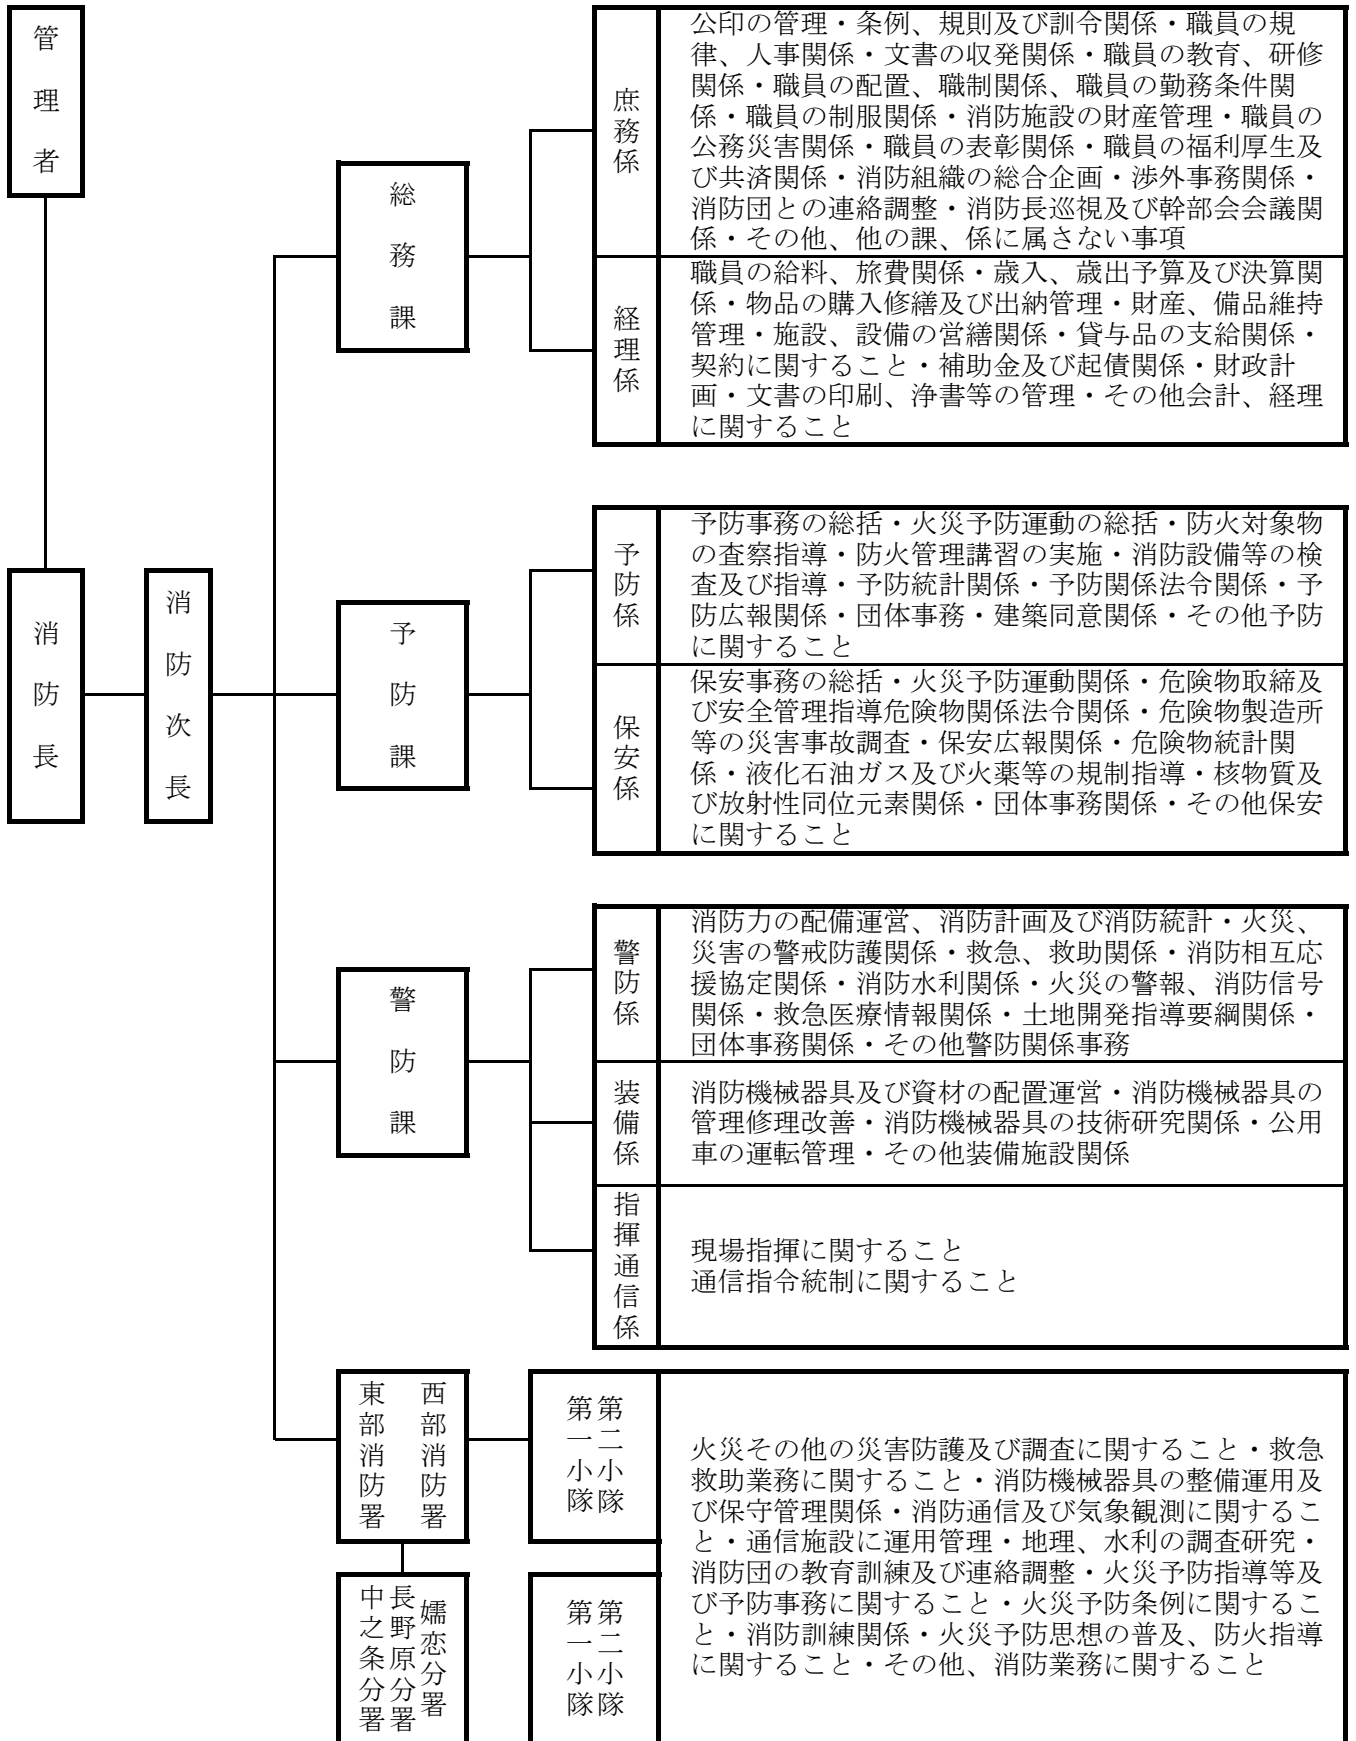 管理者
消防長
消防次長
総務課
庶務係
公印の管理・条例、規則及び訓令関係・職員の規
律、人事関係・文書の収発関係・職員の教育、研修
関係・職員の配置、職制関係、職員の勤務条件関
係・職員の制服関係・消防施設の財産管理・職員の
公務災害関係・職員の表彰関係・職員の福利厚生及
び共済関係・消防組織の総合企画・渉外事務関係・
消防団との連絡調整・消防長巡視及び幹部会会議関
係・その他、他の課、係に属さない事項
経理係
職員の給料、旅費関係・歳入、歳出予算及び決算関
係・物品の購入修繕及び出納管理・財産、備品維持
管理・施設、設備の営繕関係・貸与品の支給関係・
契約に関すること・補助金及び起債関係・財政計
画・文書の印刷、浄書等の管理・その他会計、経理
に関すること
予防課
予防係
予防事務の総括・火災予防運動の総括・防火対象物
の査察指導・防火管理講習の実施・消防設備等の検
査及び指導・予防統計関係・予防関係法令関係・予
防広報関係・団体事務・建築同意関係・その他予防
に関すること
保安係
保安事務の総括・火災予防運動関係・危険物取締及
び安全管理指導危険物関係法令関係・危険物製造所
等の災害事故調査・保安広報関係・危険物統計関
係・液化石油ガス及び火薬等の規制指導・核物質及
び放射性同位元素関係・団体事務関係・その他保安
に関すること
警防課
警防係
消防力の配備運営、消防計画及び消防統計・火災、
災害の警戒防護関係・救急、救助関係・消防相互応
援協定関係・消防水利関係・火災の警報、消防信号
関係・救急医療情報関係・土地開発指導要綱関係・
団体事務関係・その他警防関係事務
装備係
消防機械器具及び資材の配置運営・消防機械器具の
管理修理改善・消防機械器具の技術研究関係・公用
車の運転管理・その他装備施設関係
指揮通信係
現場指揮に関すること
通信指令統制に関すること
西部消防署
東部消防署
第二小隊
第一小隊
嬬恋分署
長野原分署
中之条分署
第二小隊
第一小隊
火災その他の災害防護及び調査に関すること・救急
救助業務に関すること・消防機械器具の整備運用及
び保守管理関係・消防通信及び気象観測に関するこ
と・通信施設に運用管理・地理、水利の調査研究・
消防団の教育訓練及び連絡調整・火災予防指導等及
び予防事務に関すること・火災予防条例に関するこ
と・消防訓練関係・火災予防思想の普及、防火指導
に関すること・その他、消防業務に関すること